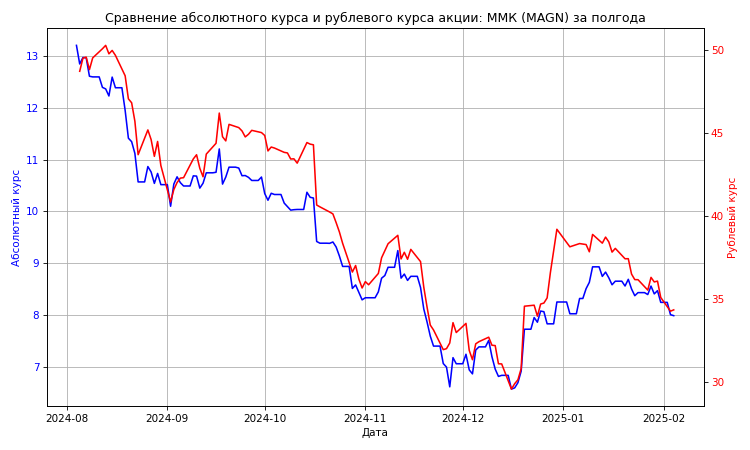 Сравнение абсолютного курса и рублевого курса акции: ММК (MAGN) за полгода
13
12
11
10
9
8
7
Абсолютный курс
50
45
40
35
30
Рублевый курс
2024-08 2024-09 2024-10 2024-11 2024-12 2025-01 2025-02
Дата